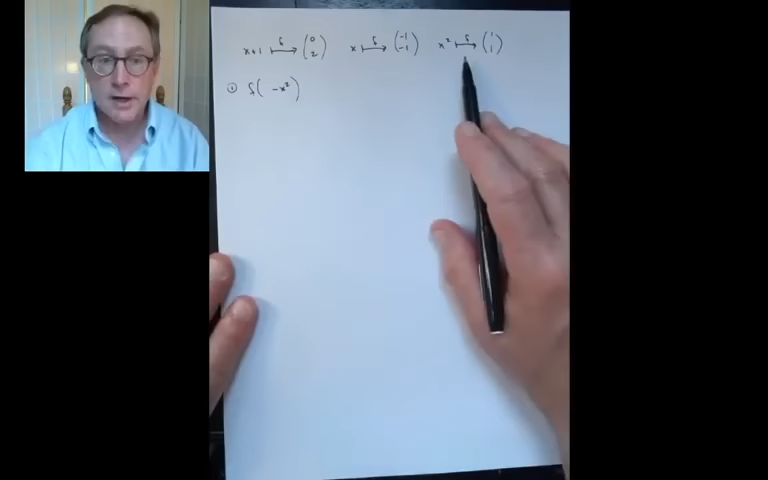 x+1 ⟼f (0 2) x ⟼f (-1 -1) x² ⟼f (1 1)
① f( -x² )